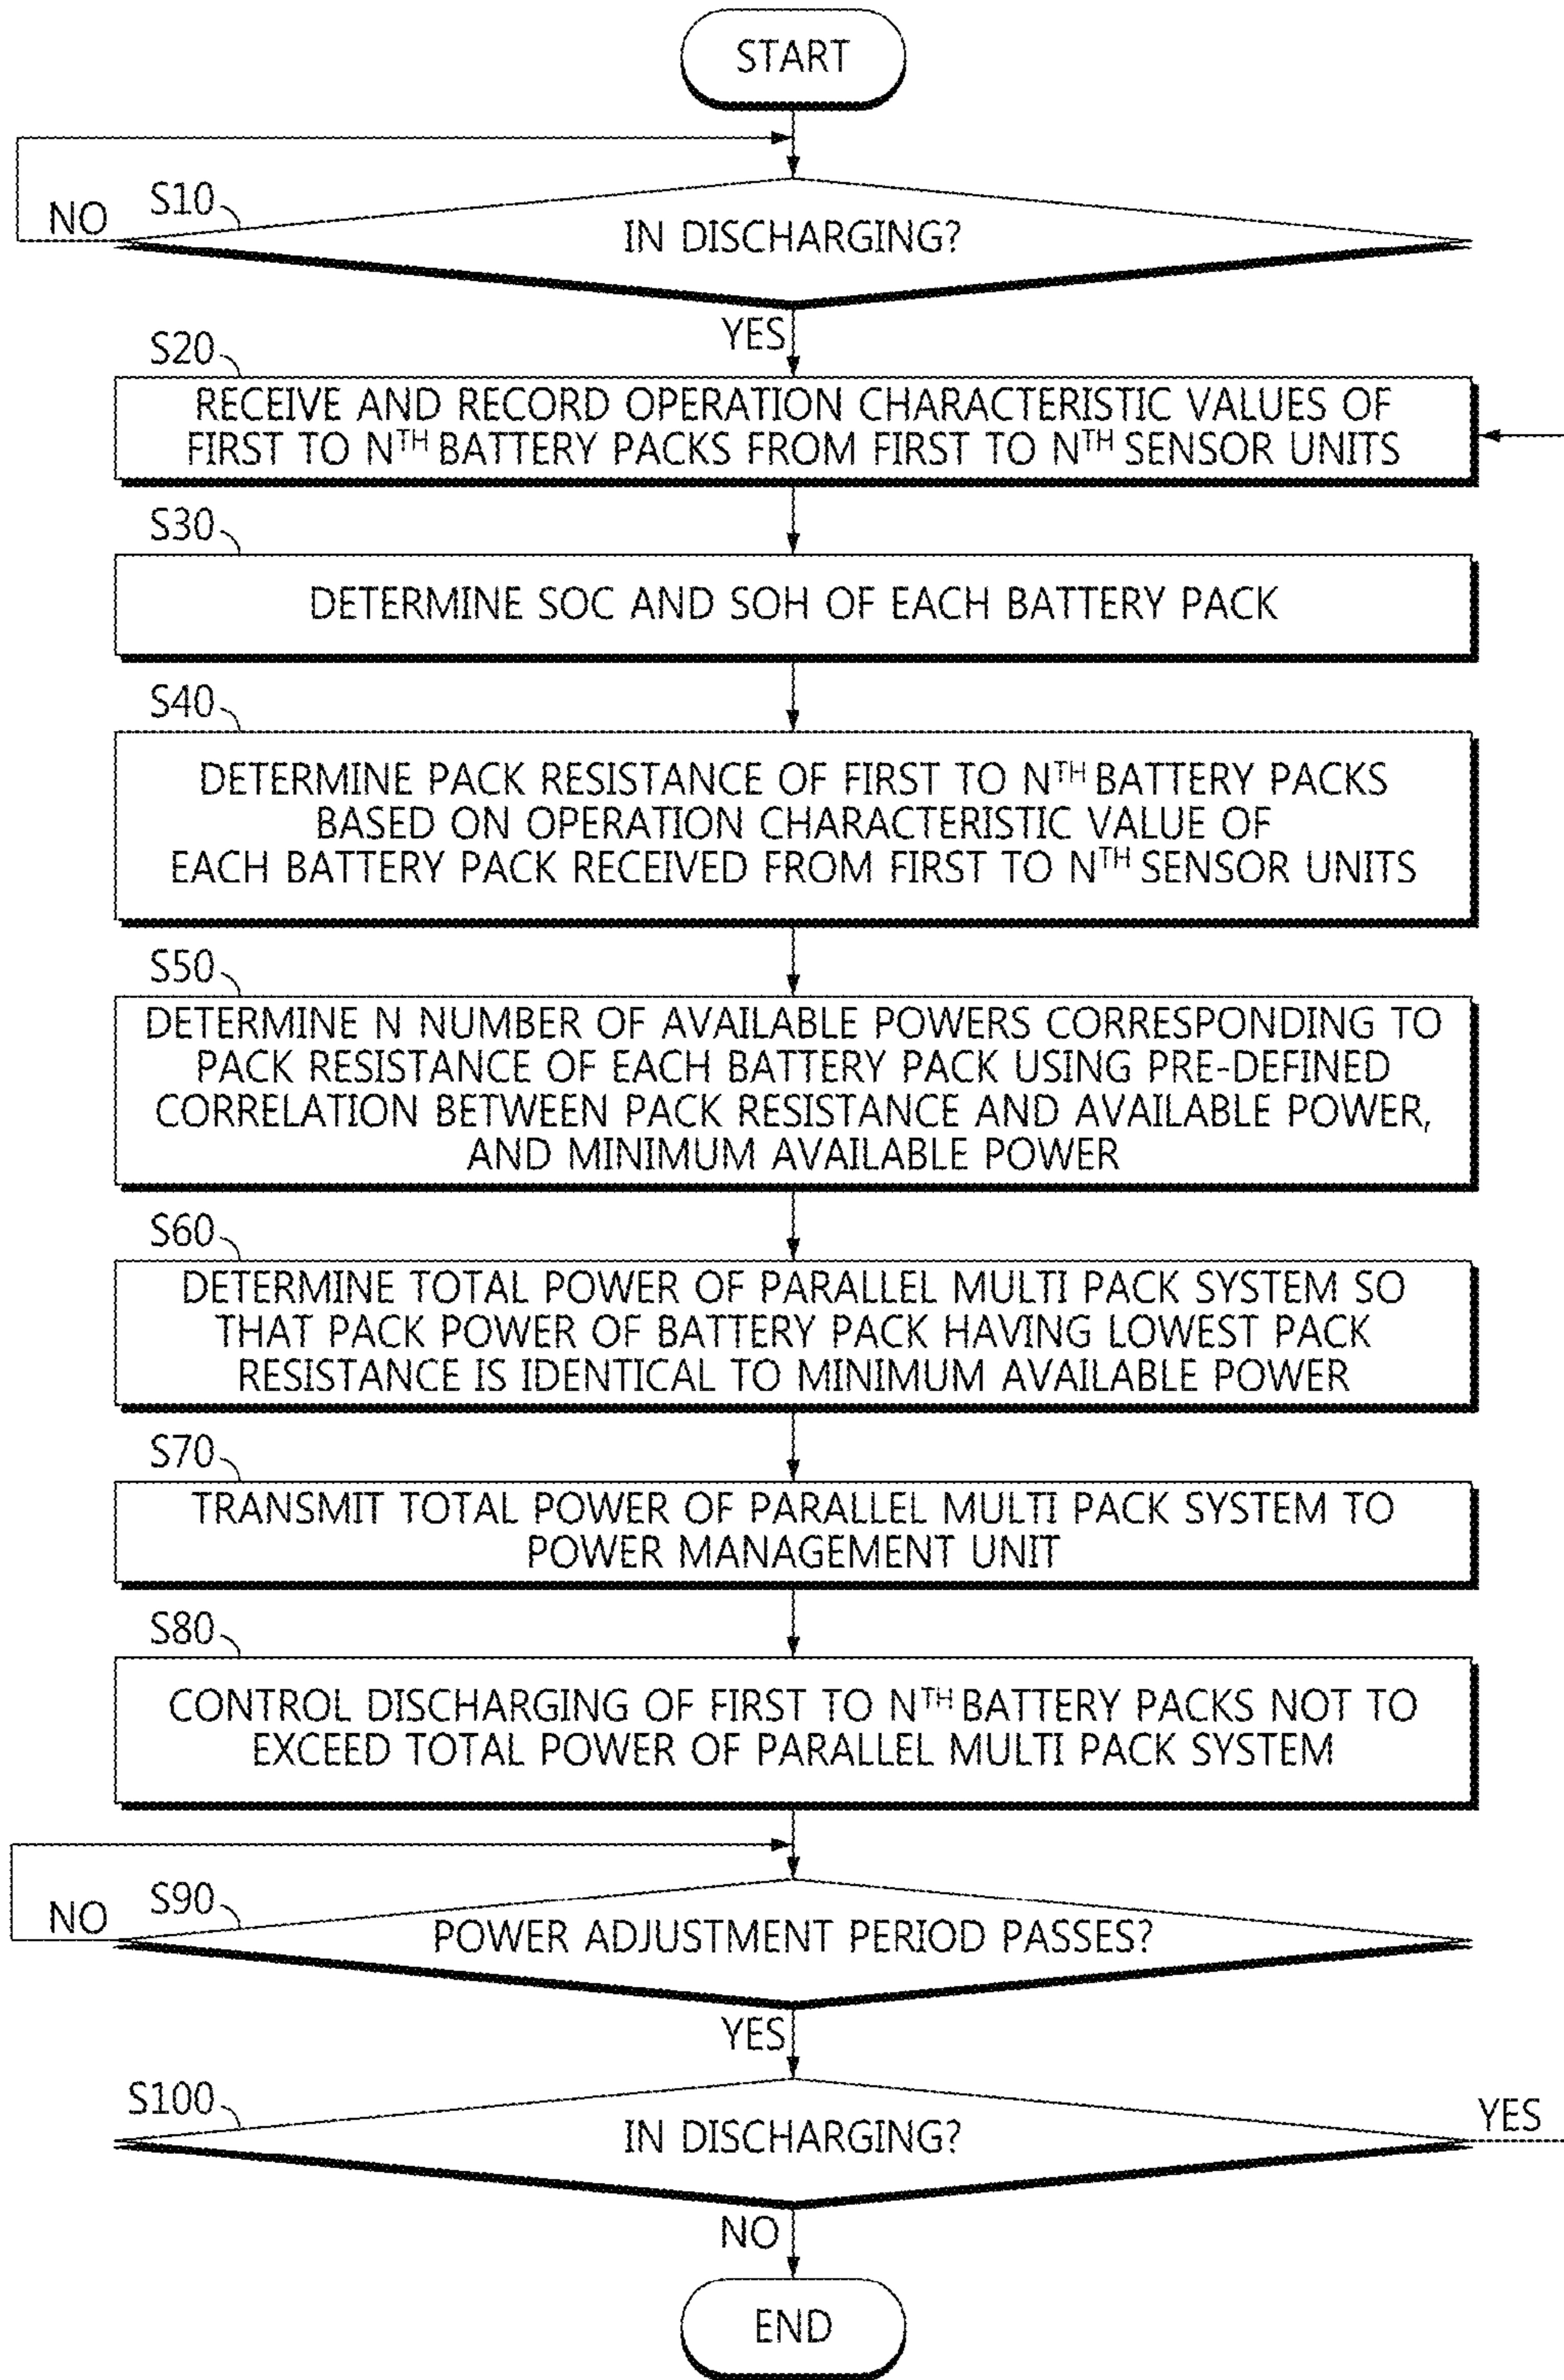 START
S10
NO
IN DISCHARGING?
YES
S20
RECEIVE AND RECORD OPERATION CHARACTERISTIC VALUES OF
FIRST TO NTH BATTERY PACKS FROM FIRST TO NTH SENSOR UNITS
S30
DETERMINE SOC AND SOH OF EACH BATTERY PACK
S40
DETERMINE PACK RESISTANCE OF FIRST TO NTH BATTERY PACKS
BASED ON OPERATION CHARACTERISTIC VALUE OF
EACH BATTERY PACK RECEIVED FROM FIRST TO NTH SENSOR UNITS
S50
DETERMINE N NUMBER OF AVAILABLE POWERS CORRESPONDING TO
PACK RESISTANCE OF EACH BATTERY PACK USING PRE-DEFINED
CORRELATION BETWEEN PACK RESISTANCE AND AVAILABLE POWER,
AND MINIMUM AVAILABLE POWER
S60
DETERMINE TOTAL POWER OF PARALLEL MULTI PACK SYSTEM SO
THAT PACK POWER OF BATTERY PACK HAVING LOWEST PACK
RESISTANCE IS IDENTICAL TO MINIMUM AVAILABLE POWER
S70
TRANSMIT TOTAL POWER OF PARALLEL MULTI PACK SYSTEM TO
POWER MANAGEMENT UNIT
S80
CONTROL DISCHARGING OF FIRST TO NTH BATTERY PACKS NOT TO
EXCEED TOTAL POWER OF PARALLEL MULTI PACK SYSTEM
S90
NO
POWER ADJUSTMENT PERIOD PASSES?
YES
S100
IN DISCHARGING?
YES
NO
END